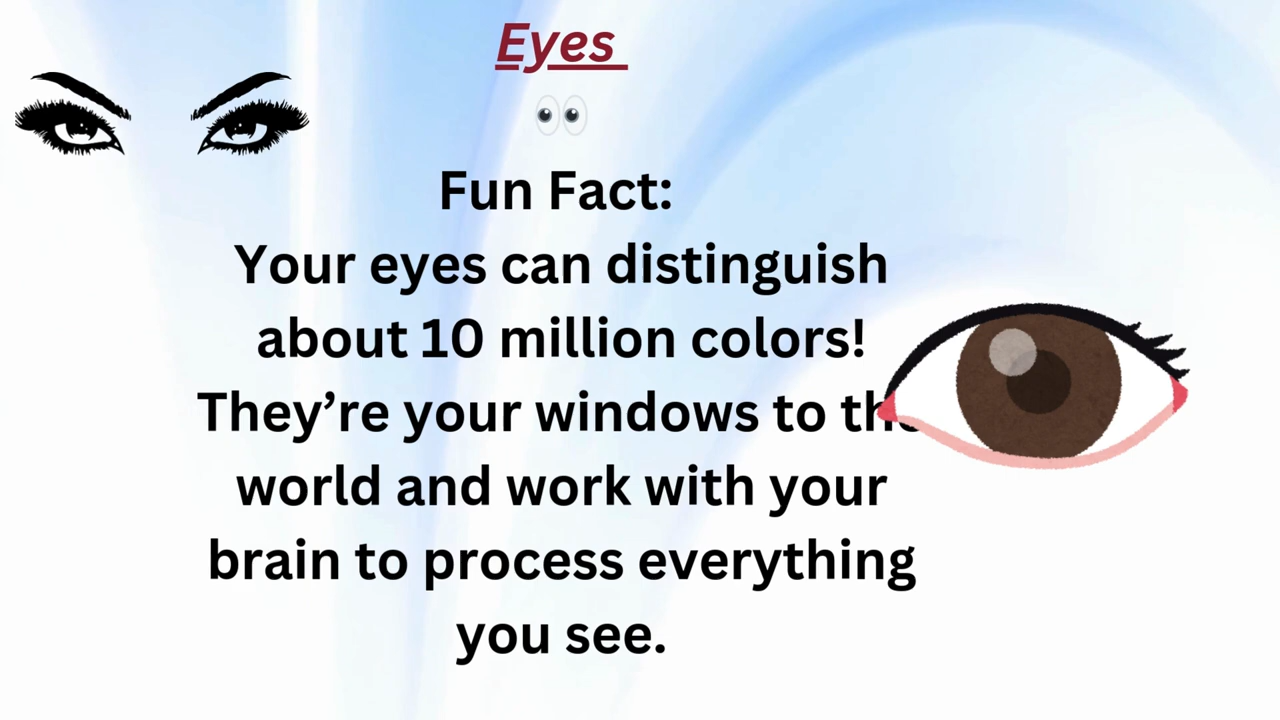 Eyes
👀
Fun Fact:
Your eyes can distinguish
about 10 million colors!
They’re your windows to the
world and work with your
brain to process everything
you see.